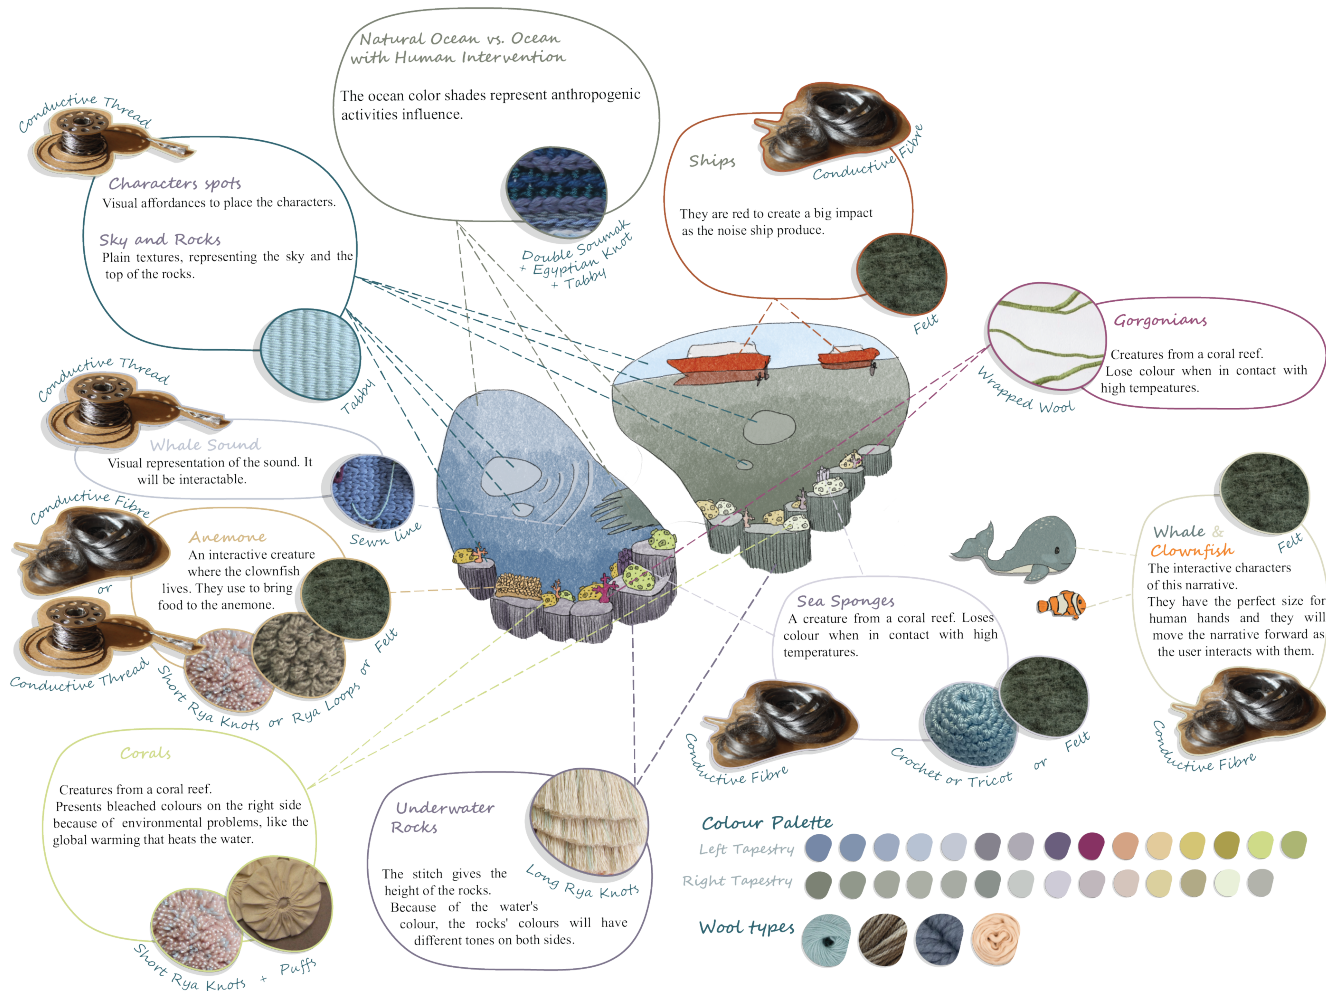 Natural Ocean vs. Ocean
with Human Intervention
The ocean color shades represent anthropogenic
activities influence.
Double Soumak
+ Egyptian Knot
+ Tabby
Conductive Thread
Characters spots
Visual affordances to place the characters.
Sky and Rocks
Plain textures, representing the sky and the
top of the rocks.
Tabby
Ships
Conductive Fibre
They are red to create a big impact
as the noise ship produce.
Felt
Gorgonians
Creatures from a coral reef.
Lose colour when in contact with
high tempeatures.
Wrapped Wool
Conductive Thread
Whale Sound
Visual representation of the sound. It
will be interactable.
Sewn line
Conductive Fibre
or
Conductive Thread
Anemone
An interactive creature
where the clownfish
lives. They use to bring
food to the anemone.
Short Rya Knots or Rya Loops or Felt
Whale &
Clownfish
The interactive characters
of this narrative.
They have the perfect size for
human hands and they will
move the narrative forward as
the user interacts with them.
Felt
Conductive Fibre
Sea Sponges
A creature from a coral reef. Loses
colour when in contact with high
temperatures.
Conductive Fibre
Crochet or Tricot or Felt
Corals
Creatures from a coral reef.
Presents bleached colours on the right side
because of environmental problems, like the
global warming that heats the water.
Short Rya Knots + Puffs
Underwater
Rocks
Long Rya Knots
The stitch gives the
height of the rocks.
Because of the water's
colour, the rocks' colours will have
different tones on both sides.
Colour Palette
Left Tapestry
Right Tapestry
Wool types